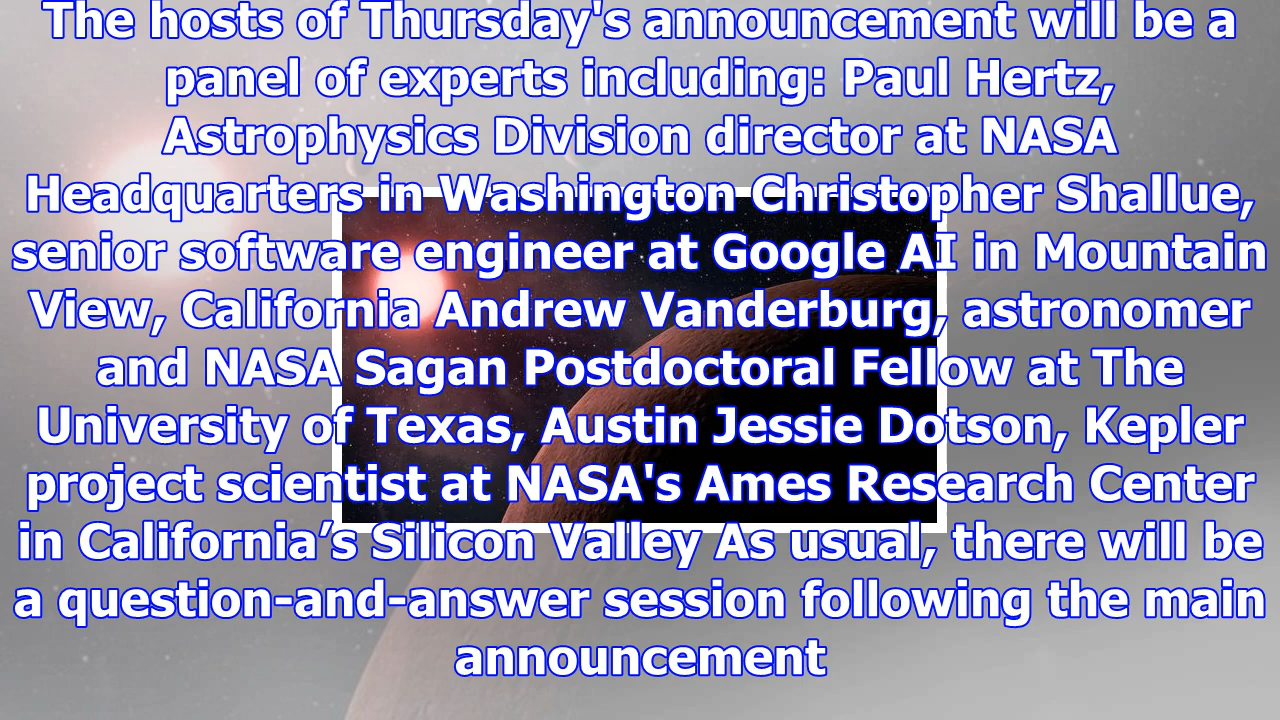 The hosts of Thursday's announcement will be a
panel of experts including: Paul Hertz,
Astrophysics Division director at NASA
Headquarters in Washington Christopher Shallue,
senior software engineer at Google AI in Mountain
View, California Andrew Vanderburg, astronomer
and NASA Sagan Postdoctoral Fellow at The
University of Texas, Austin Jessie Dotson, Kepler
project scientist at NASA's Ames Research Center
in California’s Silicon Valley As usual, there will be
a question-and-answer session following the main
announcement